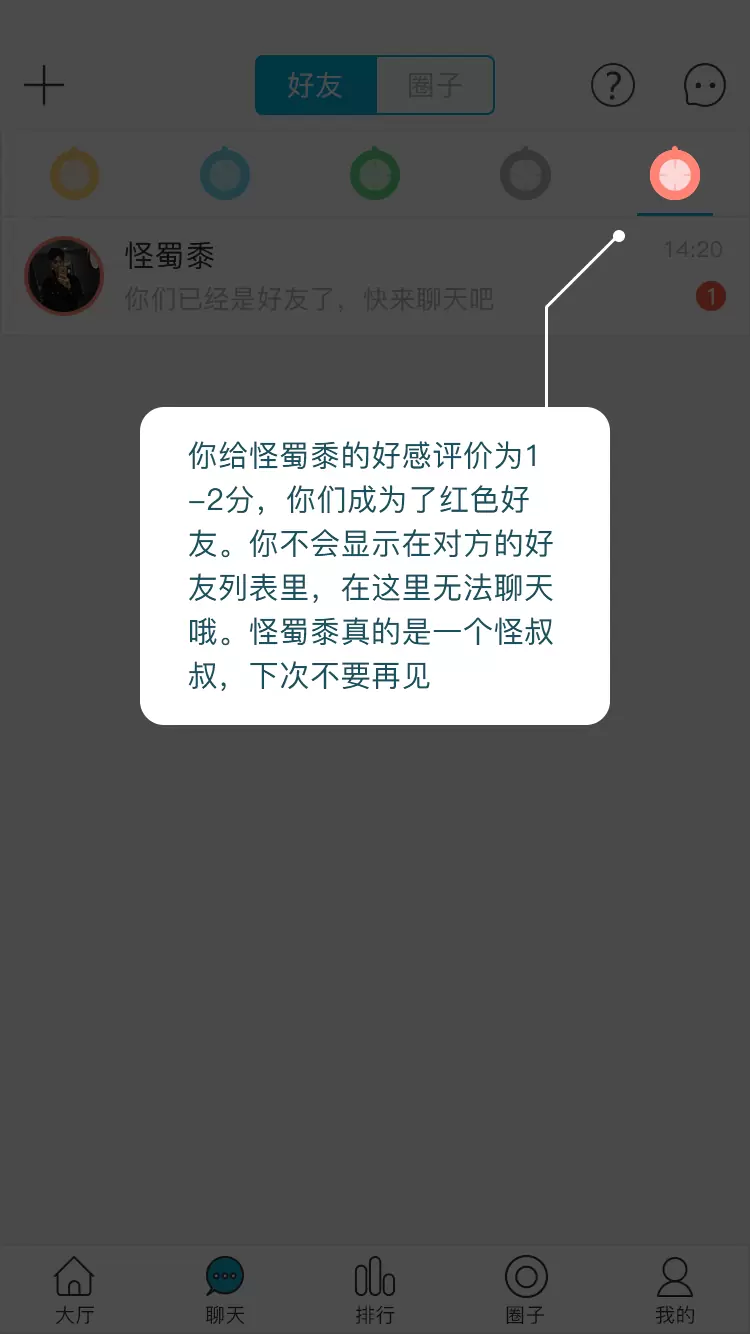 好友 圈子
怪蜀黍
14:20
你们已经是好友了，快来聊天吧
1
你给怪蜀黍的好感评价为1
-2分，你们成为了红色好
友。你不会显示在对方的好
友列表里，在这里无法聊天
哦。怪蜀黍真的是一个怪叔
叔，下次不要再见
大厅 聊天 排行 圈子 我的